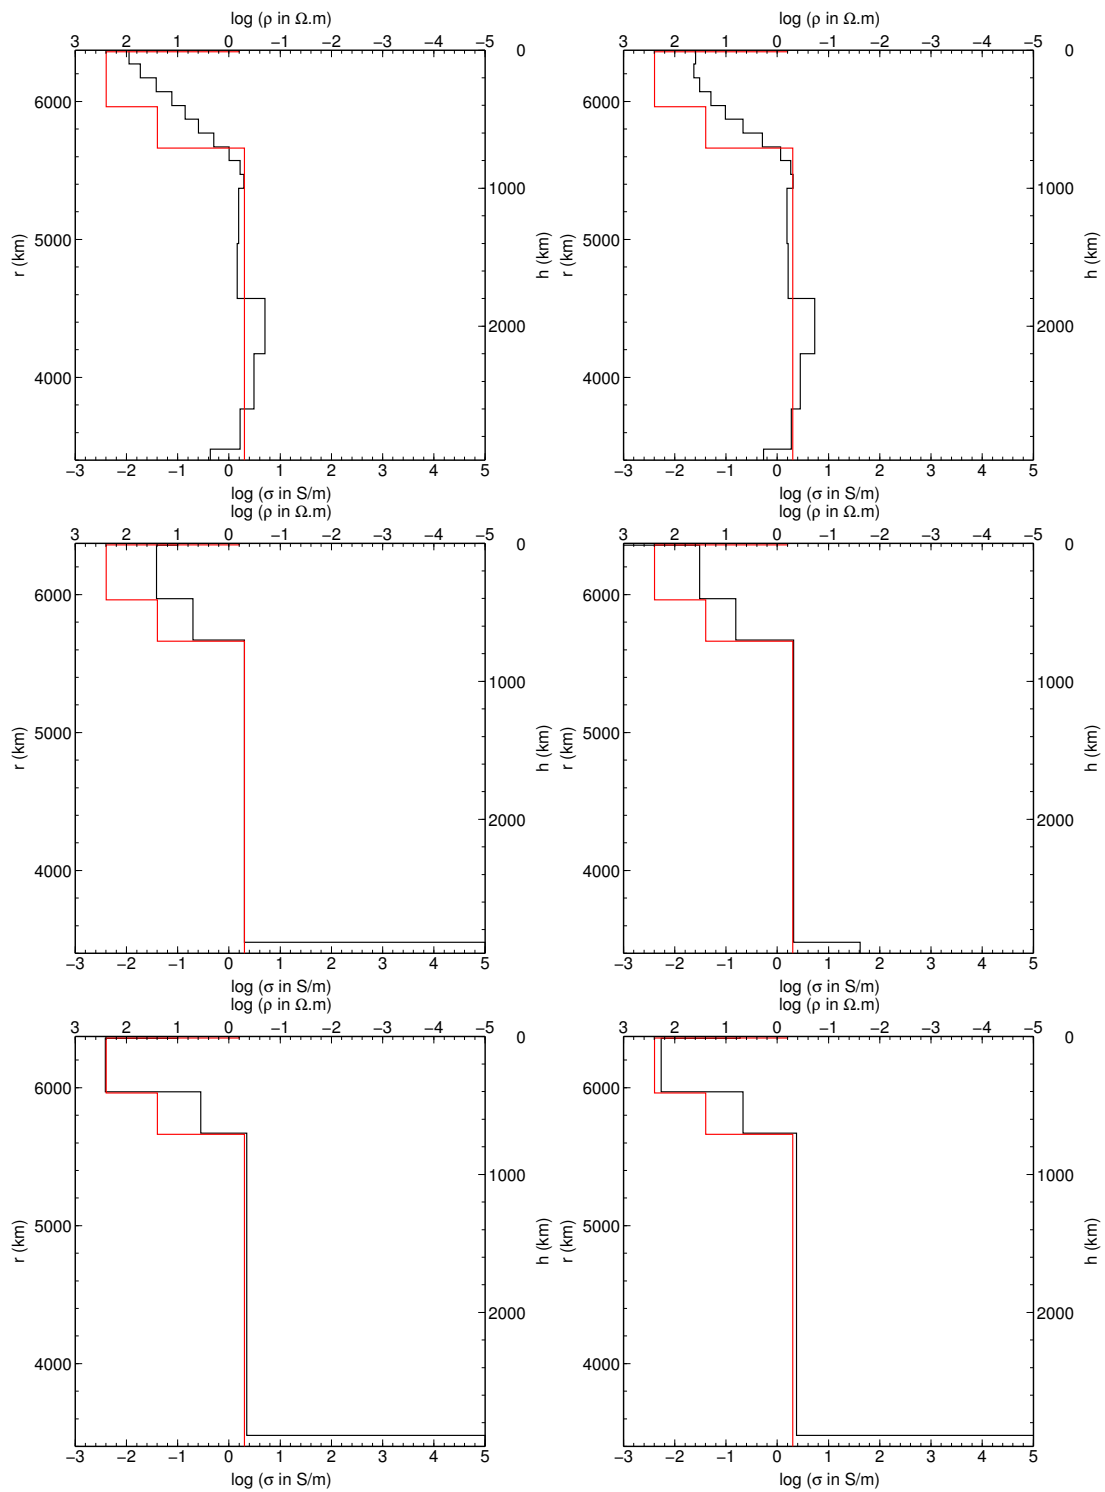 log (ρ in Ω.m) log (ρ in Ω.m)
3 2 1 0 −1 −2 −3 −4 −5 3 2 1 0 −1 −2 −3 −4 −5
0 0
6000 6000
1000 1000
5000 5000
r (km) h (km) r (km) h (km)
2000 2000
4000 4000
−3 −2 −1 0 1 2 3 4 5 −3 −2 −1 0 1 2 3 4 5
log (σ in S/m) log (σ in S/m)
log (ρ in Ω.m) log (ρ in Ω.m)
3 2 1 0 −1 −2 −3 −4 −5 3 2 1 0 −1 −2 −3 −4 −5
0 0
6000 6000
1000 1000
5000 5000
r (km) h (km) r (km) h (km)
2000 2000
4000 4000
−3 −2 −1 0 1 2 3 4 5 −3 −2 −1 0 1 2 3 4 5
log (σ in S/m) log (σ in S/m)
log (ρ in Ω.m) log (ρ in Ω.m)
3 2 1 0 −1 −2 −3 −4 −5 3 2 1 0 −1 −2 −3 −4 −5
0 0
6000 6000
1000 1000
5000 5000
r (km) h (km) r (km) h (km)
2000 2000
4000 4000
−3 −2 −1 0 1 2 3 4 5 −3 −2 −1 0 1 2 3 4 5
log (σ in S/m) log (σ in S/m)